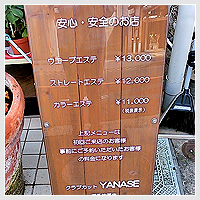 安心・安全のお店
ウェーブエステ ￥13,000
ストレートエステ ￥12,000
カラーエステ ￥11,000
(税抜表示)
上記メニューは
初回ご来店のお客様
事前にご予約いただいたお客様
の料金になります
クラブカット YANASE